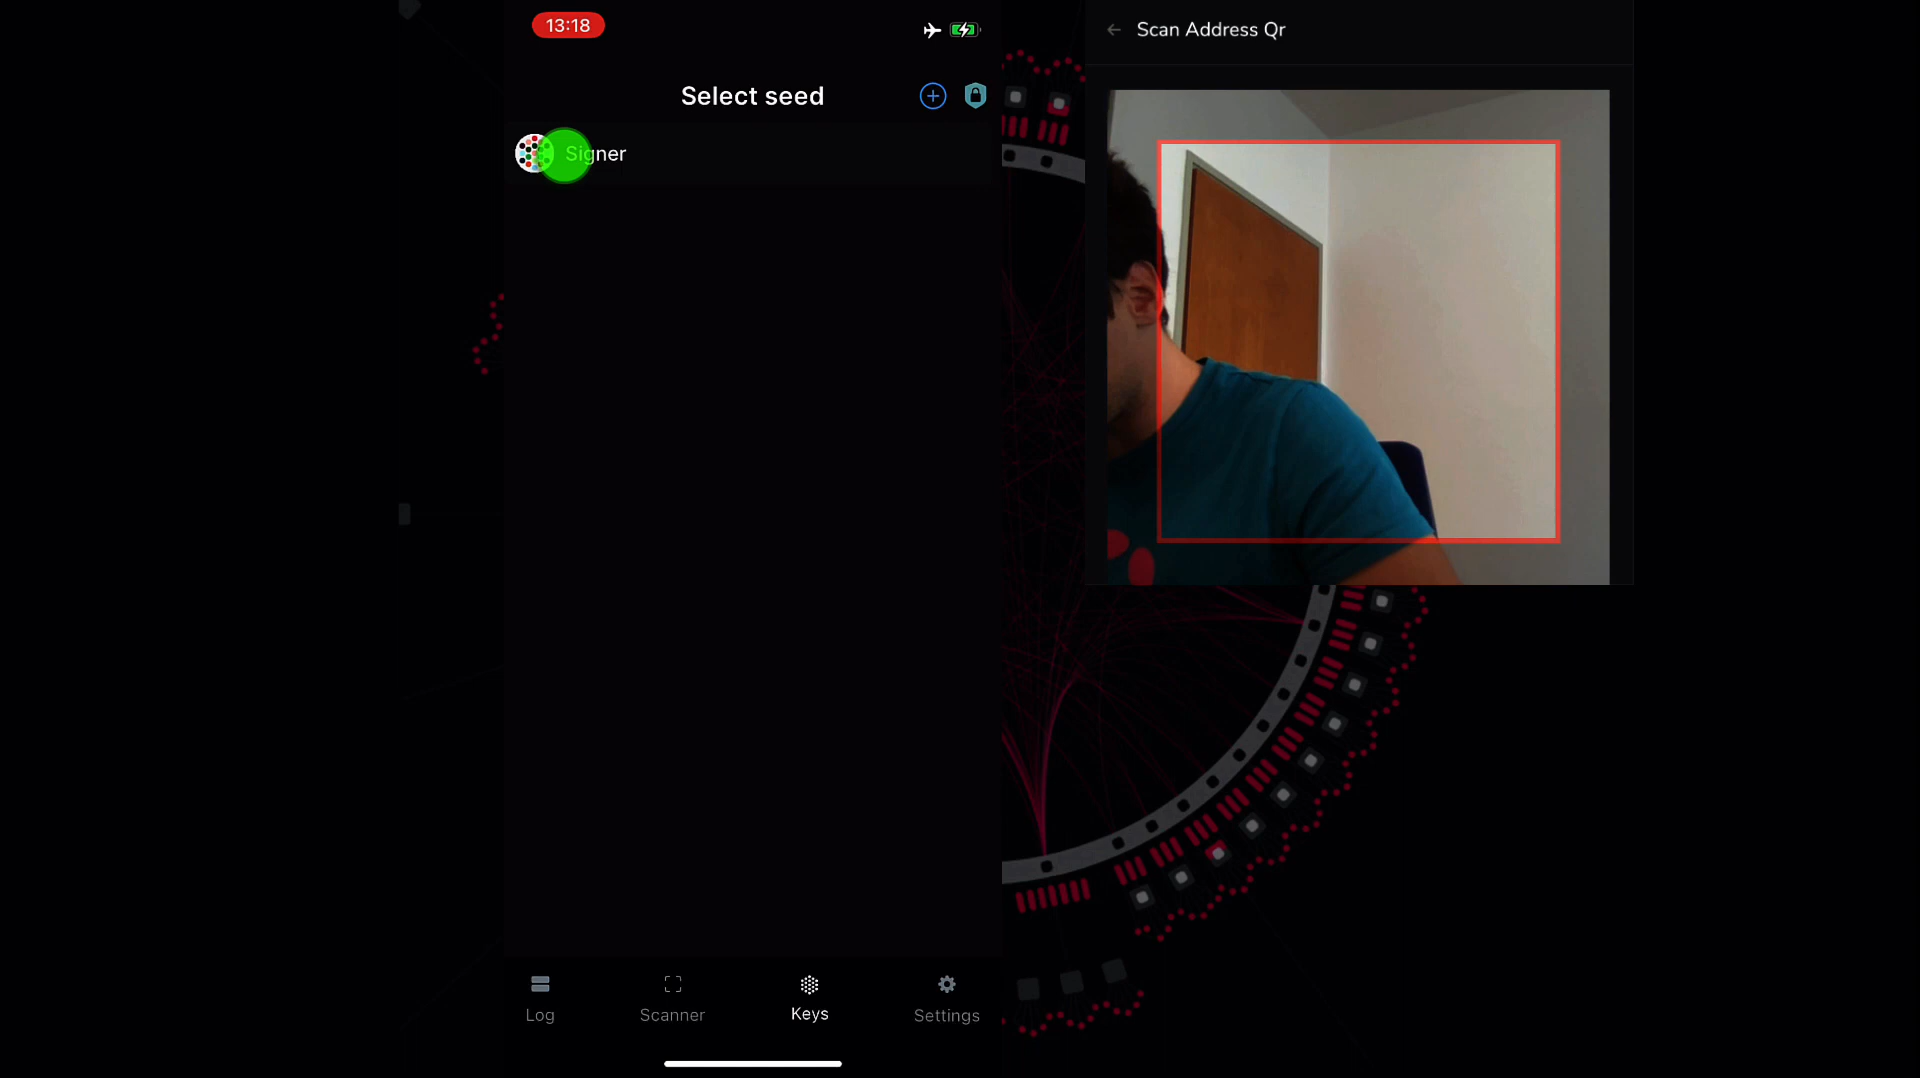 13:18
Select seed
Signer
Log
Scanner
Keys
Settings
Scan Address Qr